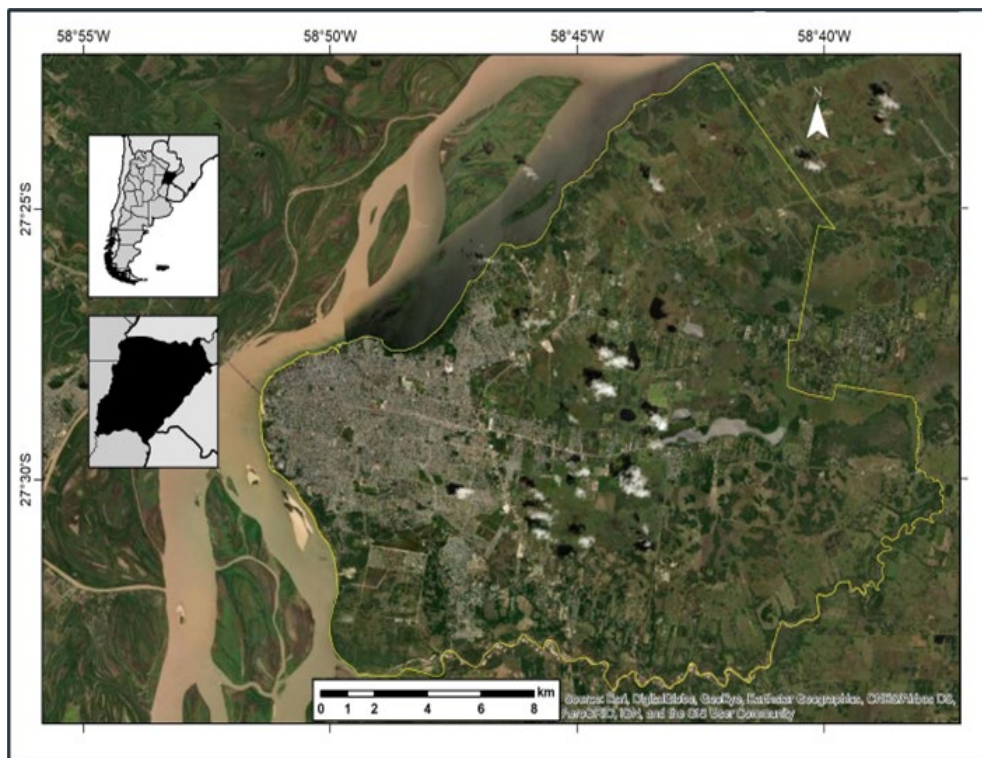 58°55'W 58°50'W 58°45'W 58°40'W
N
27°25'S
27°30'S
km
0 1 2 4 6 8
Source: Esri, DigitalGlobe, GeoEye, Earthstar Geographics, CNES/Airbus DS,
AeroGRID, IGN, and the GIS User Community